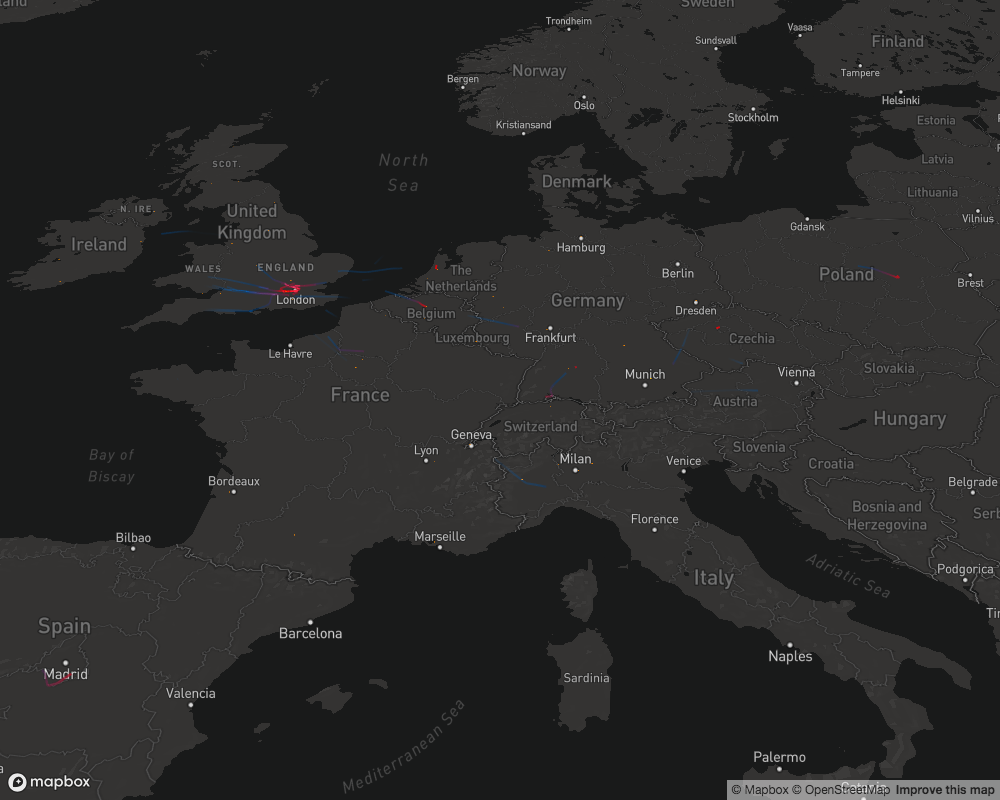 land
Sweden
Trondheim
Vaasa
Sundsvall
Finland
Norway
Tampere
Bergen
Helsinki
Oslo
Stockholm
Kristiansand
Estonia
North
Sea
SCOT.
Latvia
Denmark
Lithuania
N. IRE.
United
Kingdom
Vilnius
Gdansk
Ireland
Hamburg
WALES
ENGLAND
The
Netherlands
Berlin
Poland
Brest
London
Belgium
Germany
Dresden
Luxembourg
Frankfurt
Czechia
Le Havre
Slovakia
Munich
Vienna
France
Austria
Hungary
Switzerland
Geneva
Slovenia
Lyon
Milan
Venice
Croatia
Bay of
Biscay
Bordeaux
Belgrade
Bosnia and
Herzegovina
Serb
Florence
Bilbao
Marseille
Adriatic Sea
Podgorica
Italy
Tir
Spain
Barcelona
Naples
Madrid
Sardinia
Valencia
Mediterranean Sea
Palermo
a
mapbox
Catania
© Mapbox © OpenStreetMap Improve this map